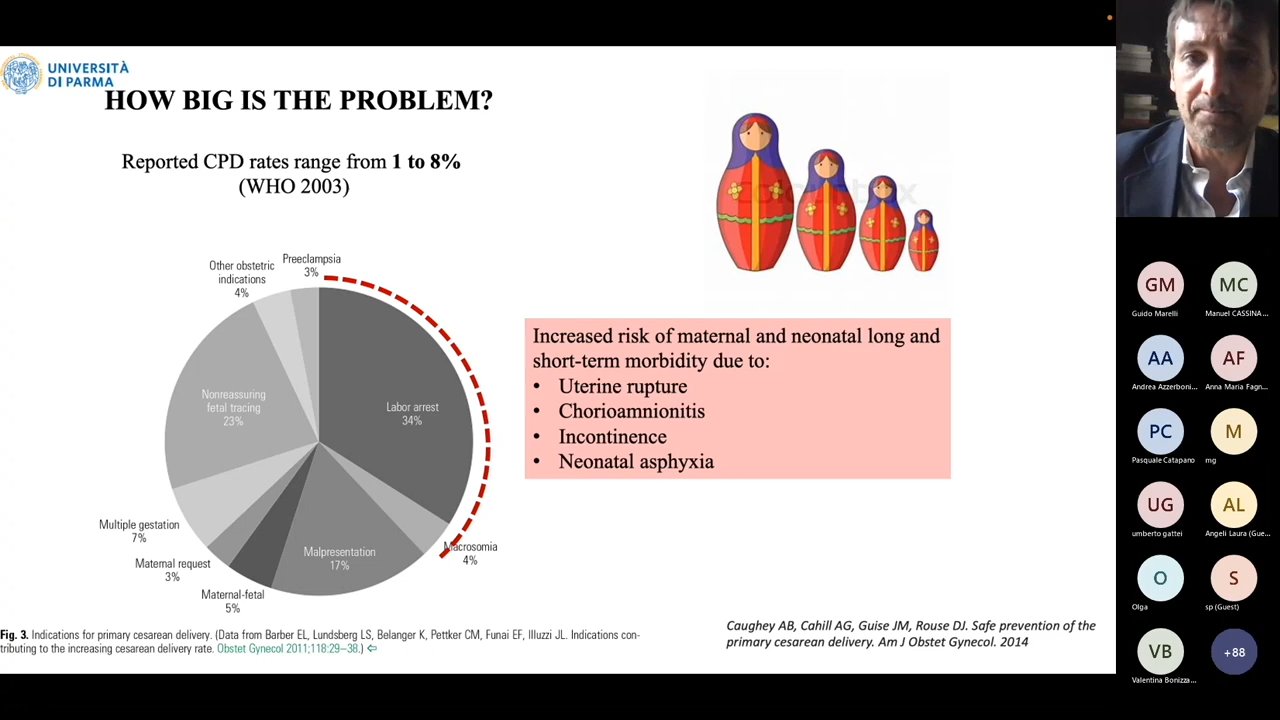 UNIVERSITÀ
DI PARMA
HOW BIG IS THE PROBLEM?
Reported CPD rates range from 1 to 8%
(WHO 2003)
Preeclampsia
3%
Other obstetric
indications
4%
Nonreassuring
fetal tracing
23%
Labor arrest
34%
Multiple gestation
7%
Maternal request
3%
Maternal-fetal
5%
Malpresentation
17%
Macrosomia
4%
Fig. 3. Indications for primary cesarean delivery. (Data from Barber EL, Lundsberg LS, Belanger K, Pettker CM, Funai EF, Illuzzi JL. Indications con-
tributing to the increasing cesarean delivery rate. Obstet Gynecol 2011;118:29–38.) ⇦
Increased risk of maternal and neonatal long and
short-term morbidity due to:
• Uterine rupture
• Chorioamnionitis
• Incontinence
• Neonatal asphyxia
Caughey AB, Cahill AG, Guise JM, Rouse DJ. Safe prevention of the
primary cesarean delivery. Am J Obstet Gynecol. 2014
GM
Guido Marelli
MC
Manuel CASSINA...
AA
Andrea Azzerboni...
AF
Anna Maria Fagn...
PC
Pasquale Catapano
M
mg
UG
umberto gattei
AL
Angeli Laura (Gue...
O
Olga
S
sp (Guest)
VB
Valentina Bonizza...
+88